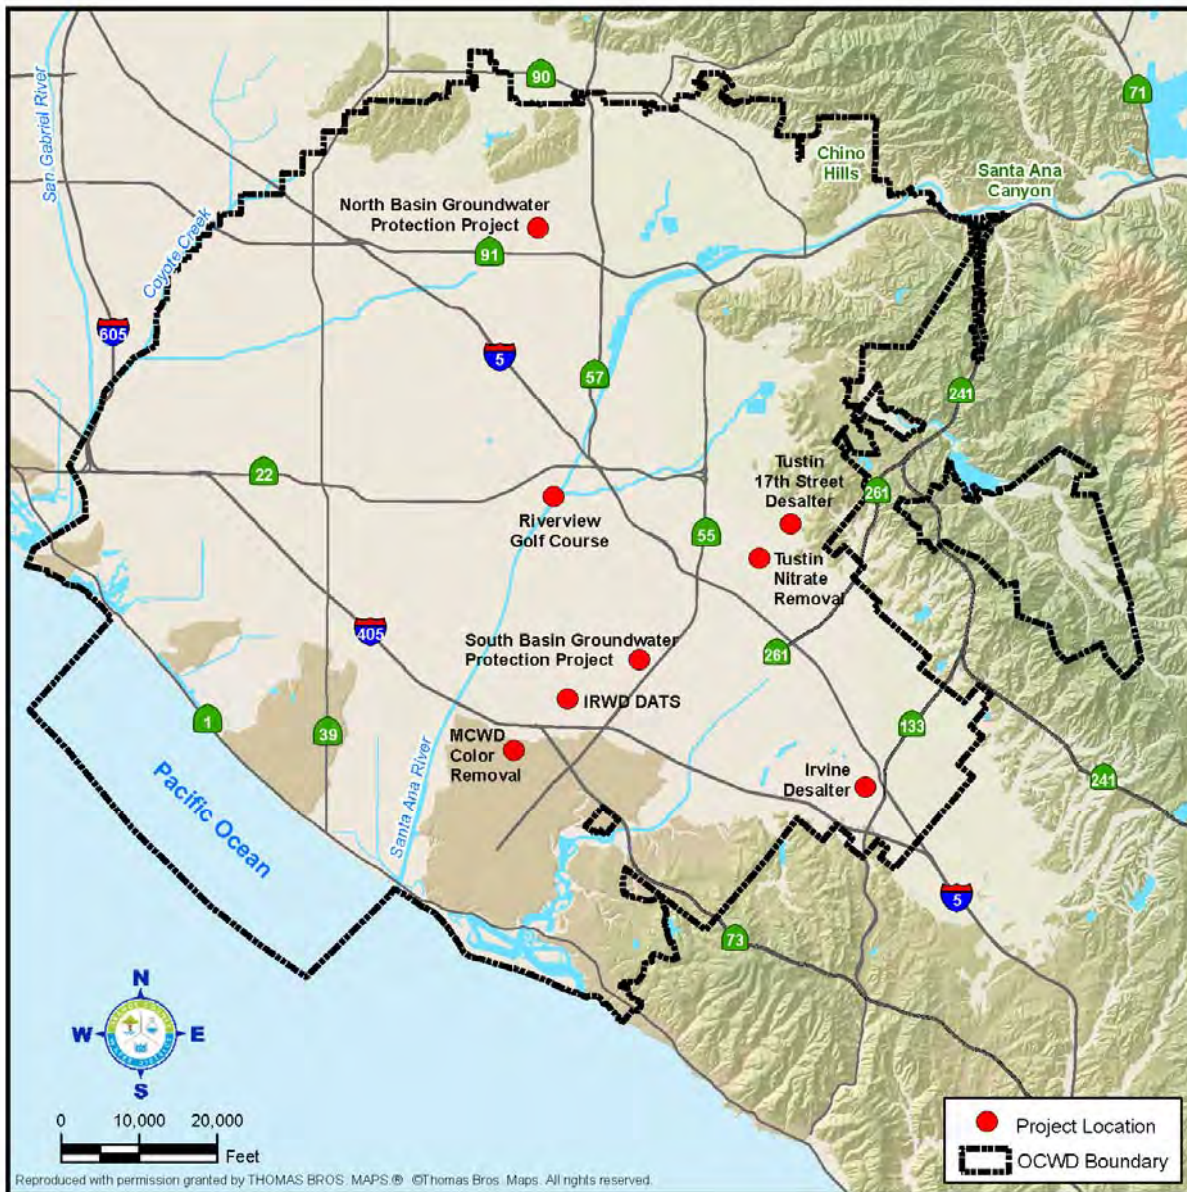 San Gabriel River
90
71
Chino
Hills
Santa Ana
Canyon
North Basin Groundwater
Protection Project
91
Coyote Creek
605
5
57
241
22
Tustin
17th Street
Desalter
261
Riverview
Golf Course
55
Tustin
Nitrate
Removal
405
South Basin Groundwater
Protection Project
261
IRWD DATS
1
39
133
MCWD
Color
Removal
Santa Ana River
Irvine
Desalter
241
Pacific Ocean
5
73
N
W
E
S
0
10,000
20,000
Feet
Project Location
OCWD Boundary
Reproduced with permission granted by THOMAS BROS. MAPS.® ©Thomas Bros. Maps. All rights reserved.